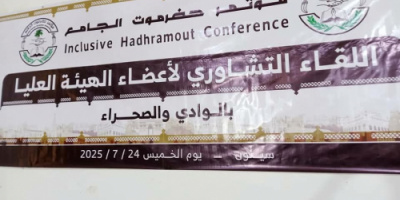 مؤتمر حضرموت الجامع
Inclusive Hadhramout Conference
اللقاء التشاوري لأعضاء الهيئة العليا
بالوادي والصحراء
سيئون – يوم الخميس 24 / 7 / 2025